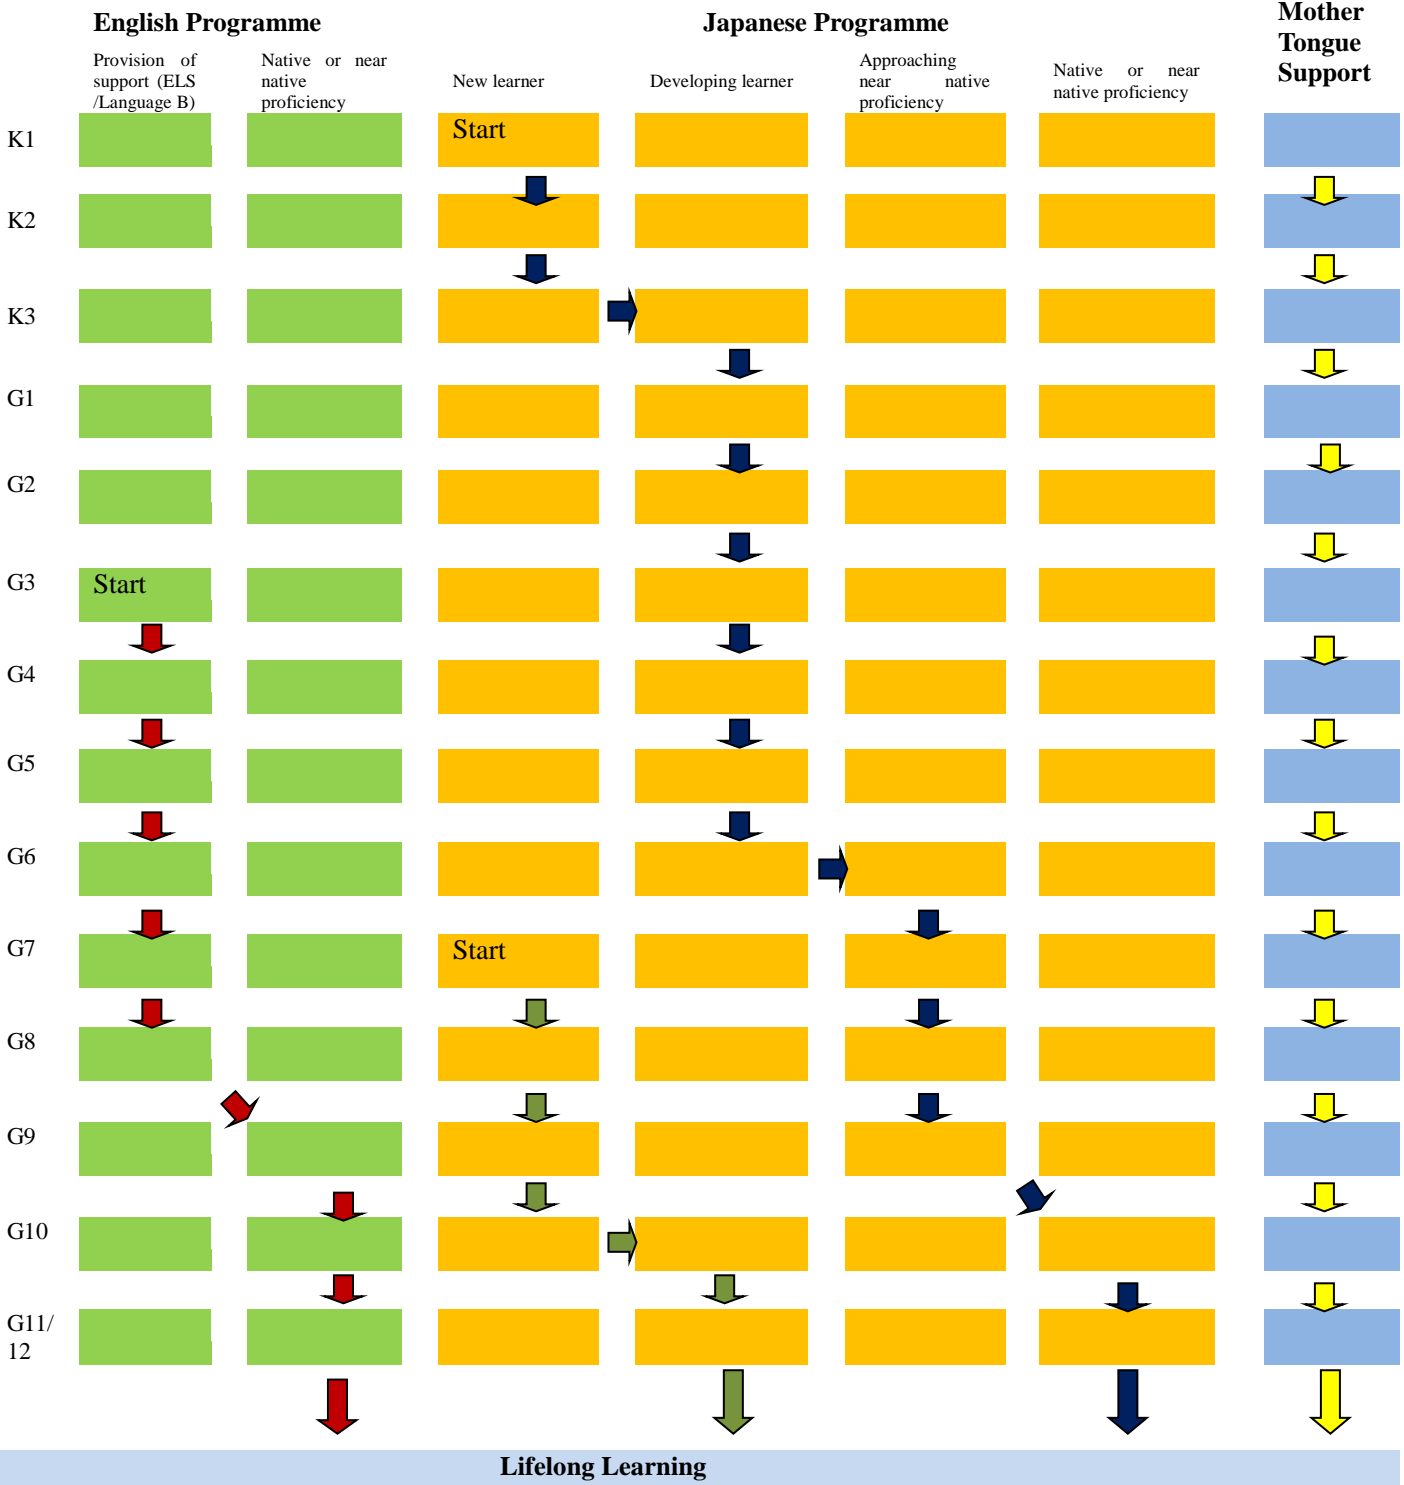 English Programme
Japanese Programme
Mother
Tongue
Support
Provision of
support (ELS
/Language B)
Native or near
native
proficiency
New learner
Developing learner
Approaching
near native
proficiency
Native or near
native proficiency
K1
Start
K2
K3
G1
G2
G3
Start
G4
G5
G6
G7
Start
G8
G9
G10
G11/
12
Lifelong Learning